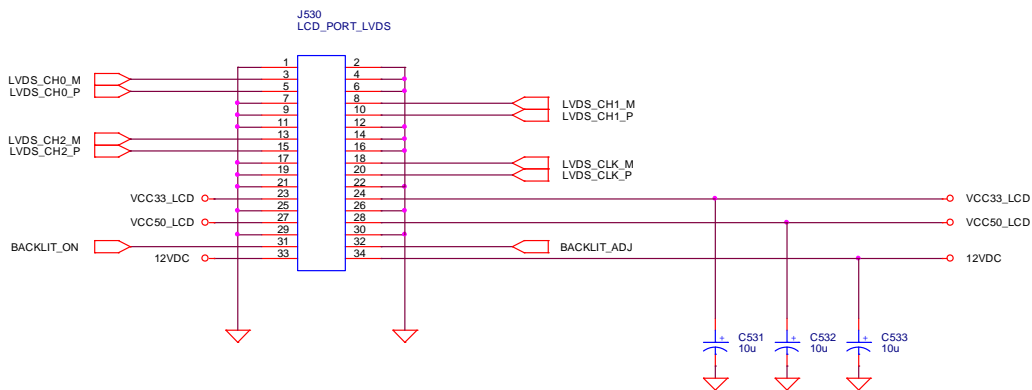 J530
LCD_PORT_LVDS
1 2
LVDS_CH0_M 3 4
LVDS_CH0_P 5 6
7 8 LVDS_CH1_M
9 10 LVDS_CH1_P
11 12
LVDS_CH2_M 13 14
LVDS_CH2_P 15 16
17 18 LVDS_CLK_M
19 20 LVDS_CLK_P
21 22
VCC33_LCD 23 24 VCC33_LCD
25 26
VCC50_LCD 27 28 VCC50_LCD
29 30
BACKLIT_ON 31 32 BACKLIT_ADJ
12VDC 33 34 12VDC
+ C531 + C532 + C533
10u 10u 10u